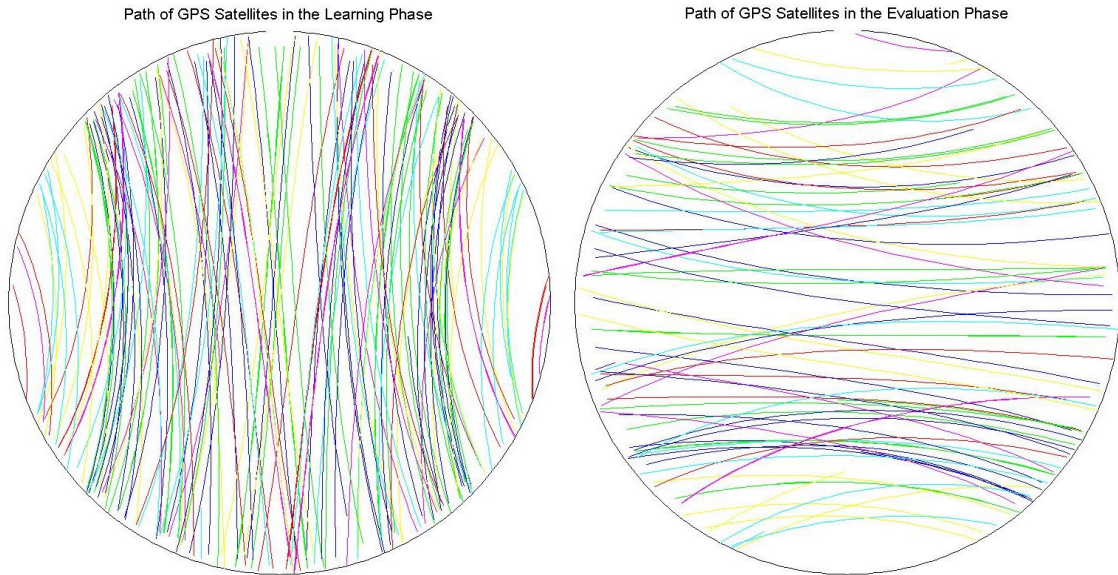 Path of GPS Satellites in the Learning Phase
Path of GPS Satellites in the Evaluation Phase